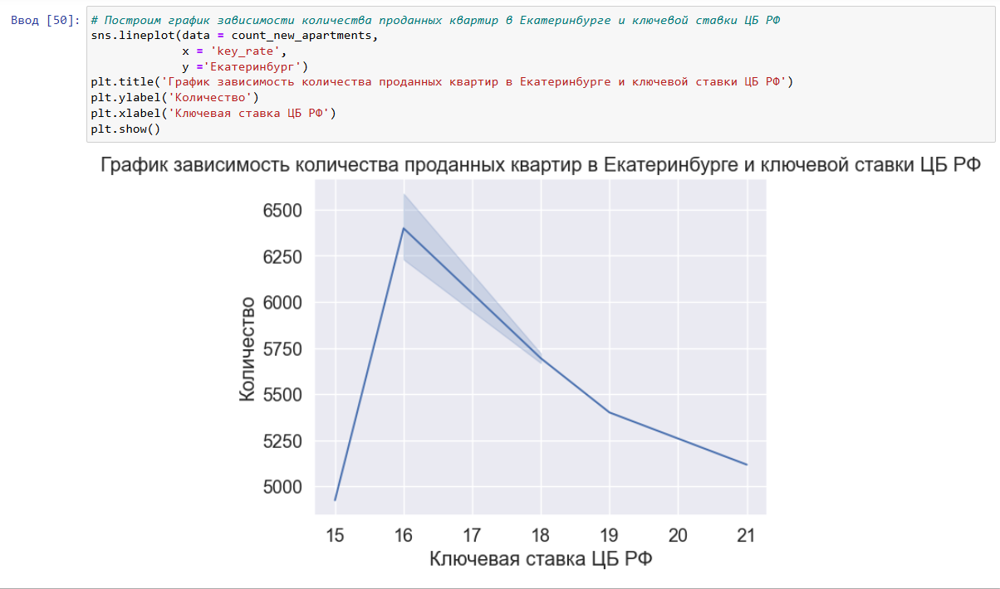 Ввод [50]: # Построим график зависимости количества проданных квартир в Екатеринбурге и ключевой ставки ЦБ РФ
sns.lineplot(data = count_new_apartments,
x = 'key_rate',
y ='Екатеринбург')
plt.title('График зависимость количества проданных квартир в Екатеринбурге и ключевой ставки ЦБ РФ')
plt.ylabel('Количество')
plt.xlabel('Ключевая ставка ЦБ РФ')
plt.show()
График зависимость количества проданных квартир в Екатеринбурге и ключевой ставки ЦБ РФ
Количество
6500
6250
6000
5750
5500
5250
5000
15 16 17 18 19 20 21
Ключевая ставка ЦБ РФ